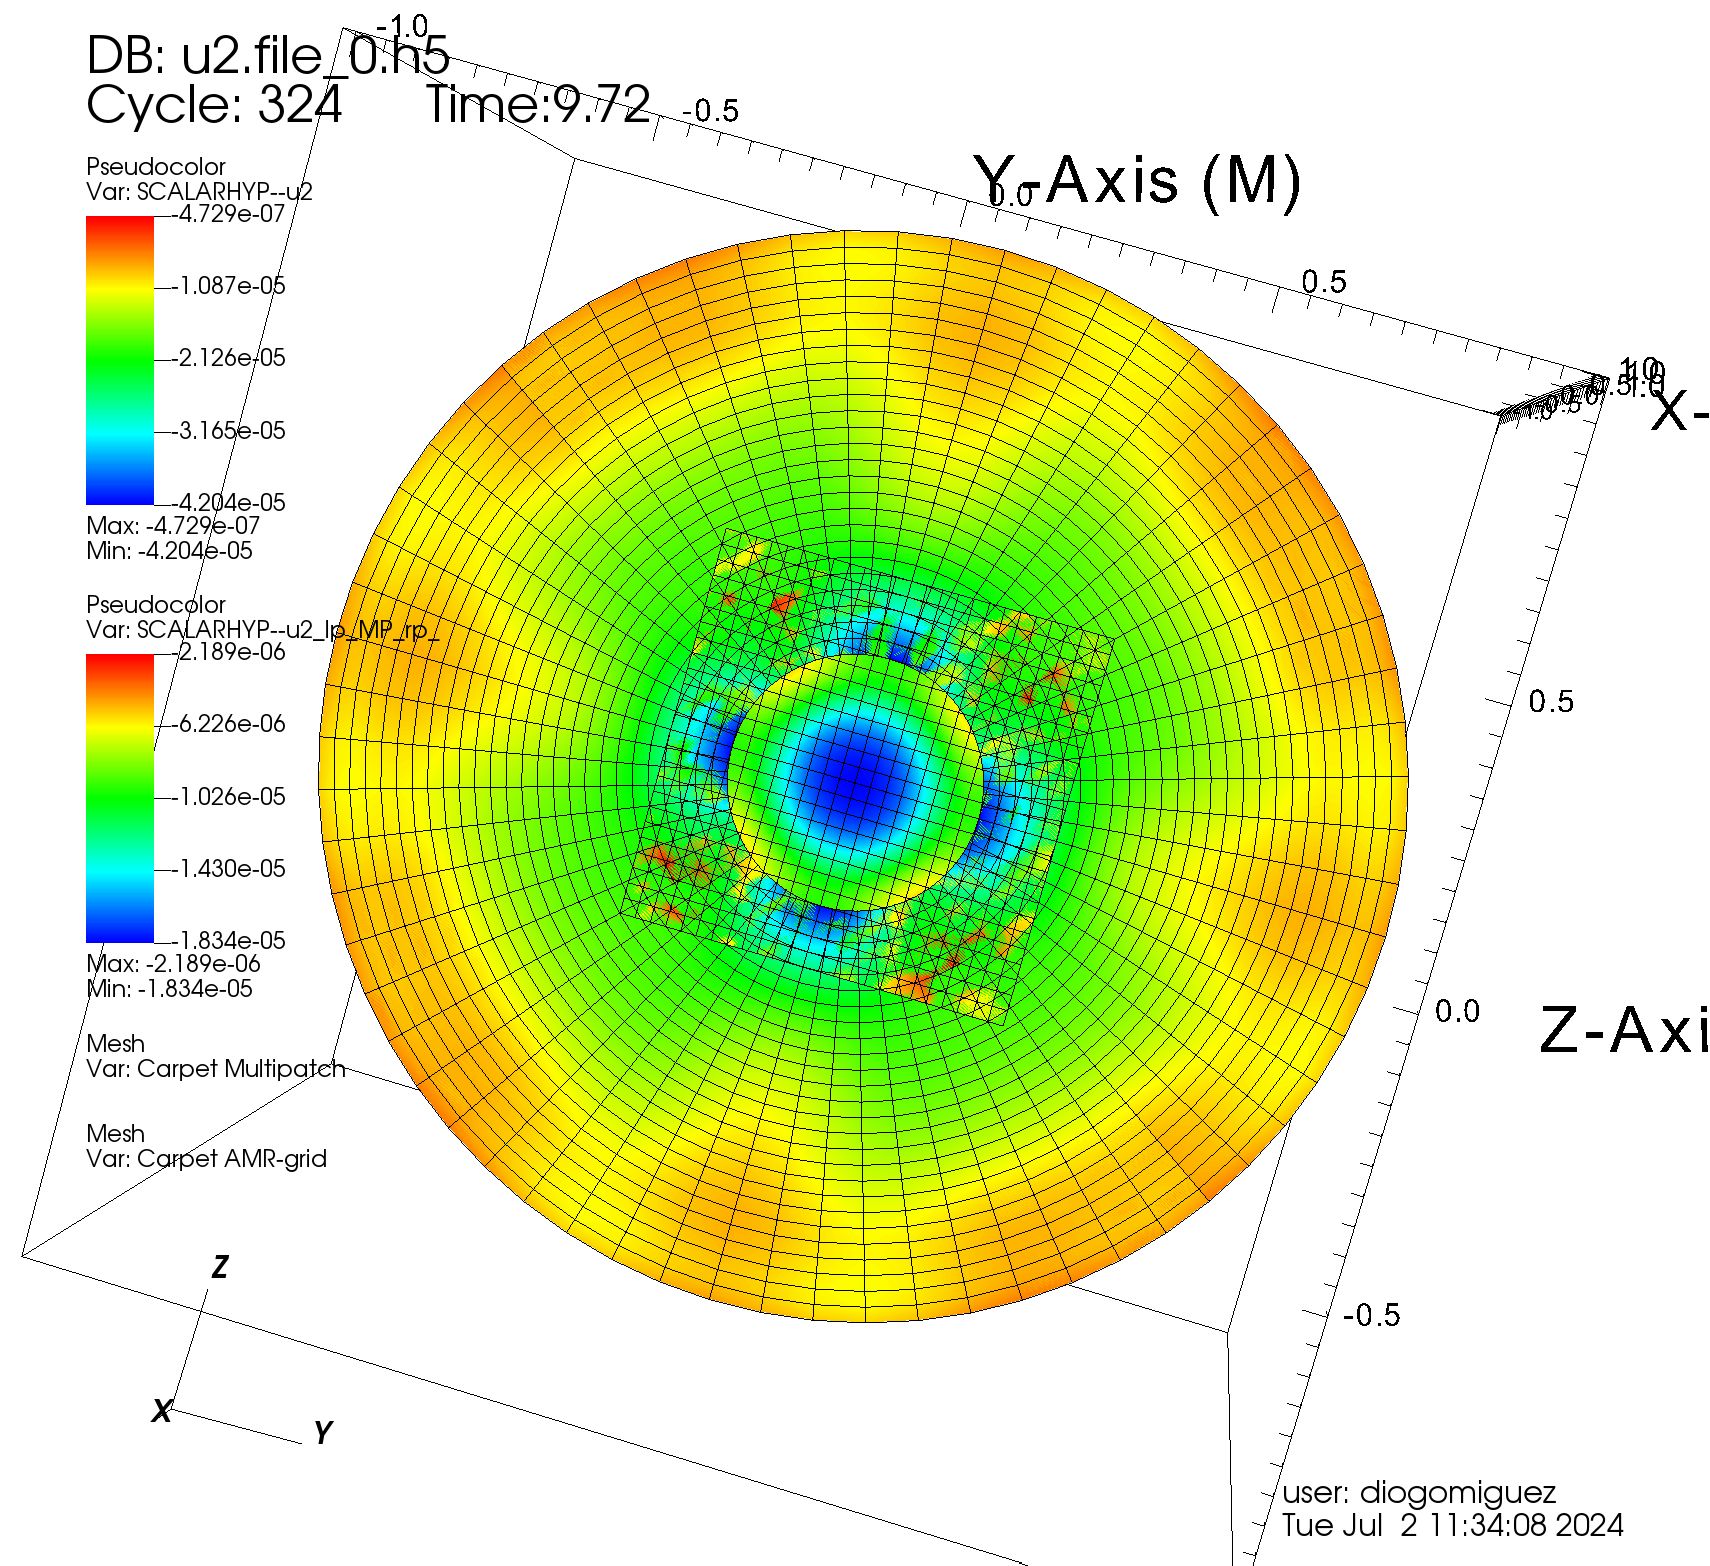 DB: u2.file_0.h5
Cycle: 324 Time:9.72
Pseudocolor
Var: SCALARHYP--u2
-4.729e-07
-1.087e-05
-2.126e-05
-3.165e-05
-4.204e-05
Max: -4.729e-07
Min: -4.204e-05
Pseudocolor
Var: SCALARHYP--u2_lp_MP_rp_
-2.189e-06
-6.226e-06
-1.026e-05
-1.430e-05
-1.834e-05
Max: -2.189e-06
Min: -1.834e-05
Mesh
Var: Carpet Multipatch
Mesh
Var: Carpet AMR-grid
-1.0
-0.5
Y-Axis (M)
0.0
0.5
1.0
X-
0.5
0.0
Z-Axi
-0.5
Z
X
Y
user: diogomiguez
Tue Jul 2 11:34:08 2024